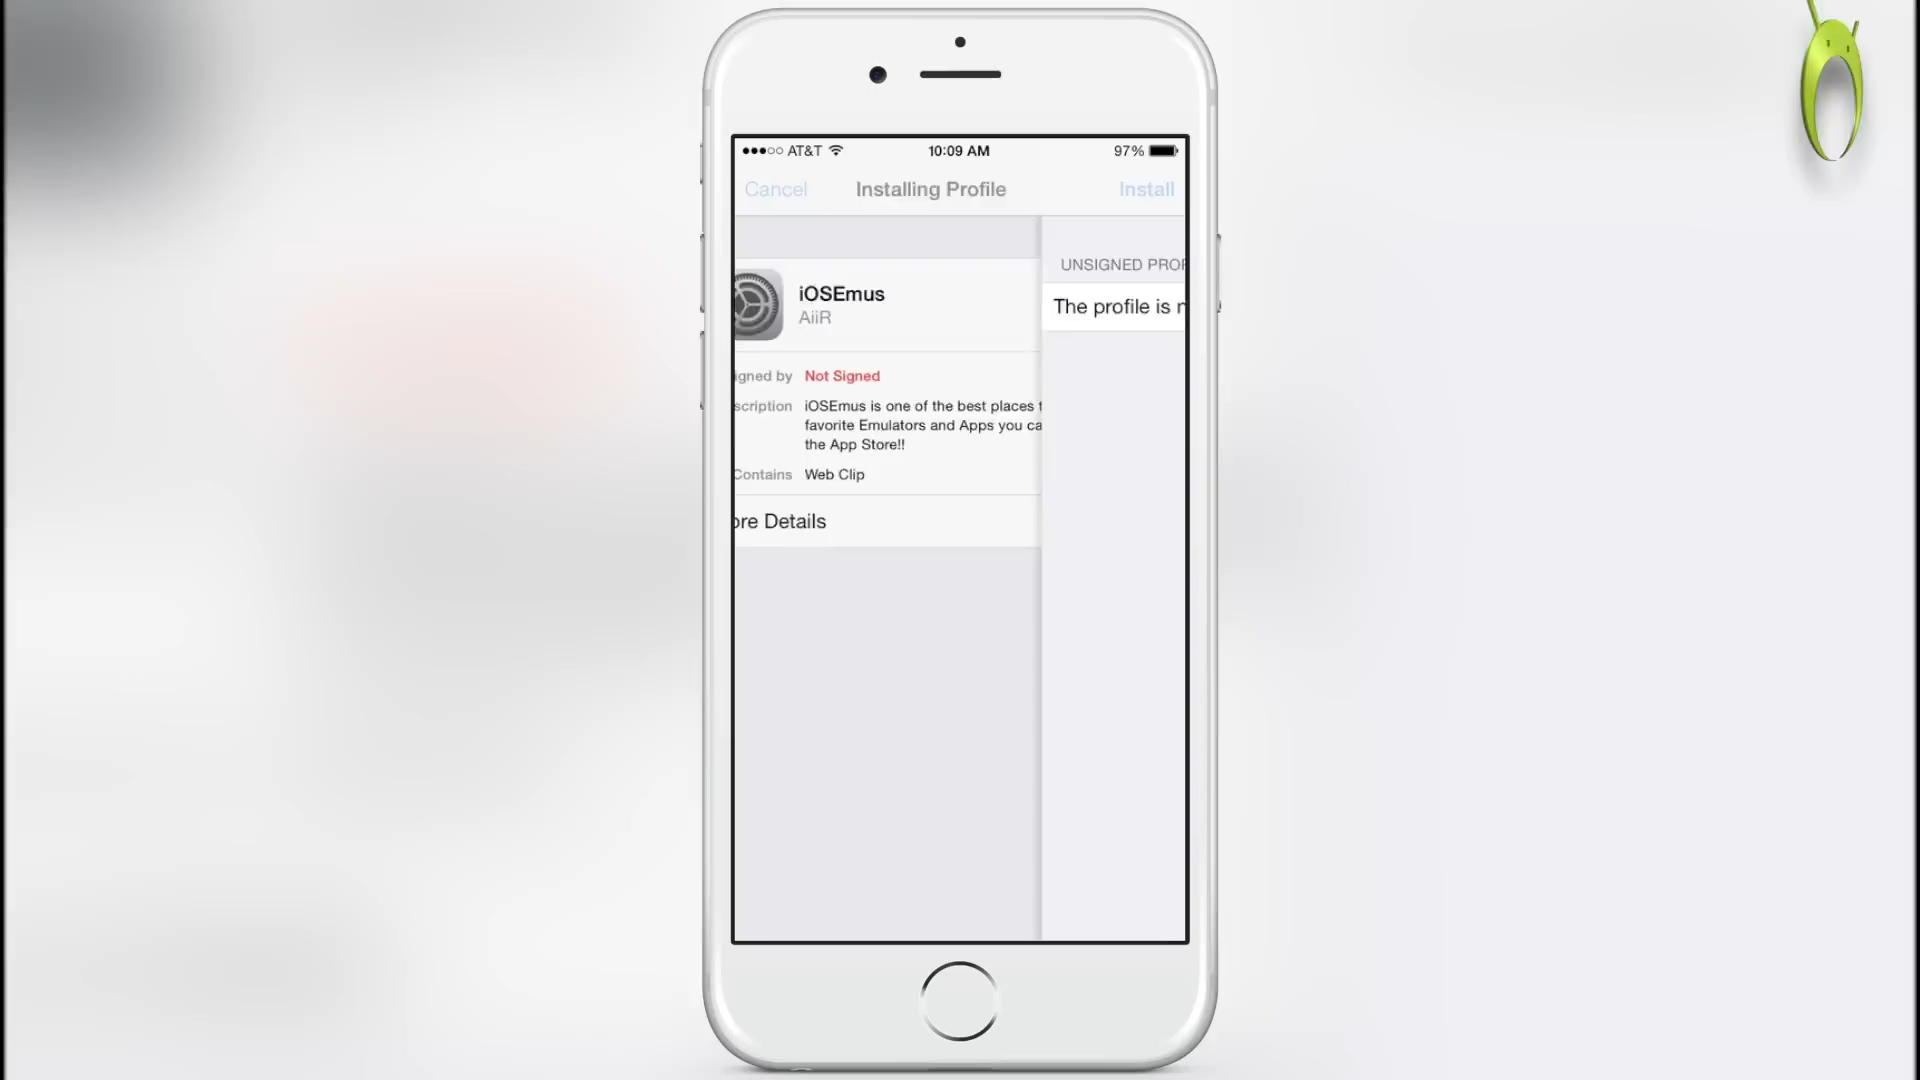 AT&T 10:09 AM 97%
Cancel Installing Profile Install
UNSIGNED PROF
The profile is
iOSEmus
AiiR
igned by Not Signed
scription iOSEmus is one of the best places
favorite Emulators and Apps you ca
the App Store!!
Contains Web Clip
ore Details